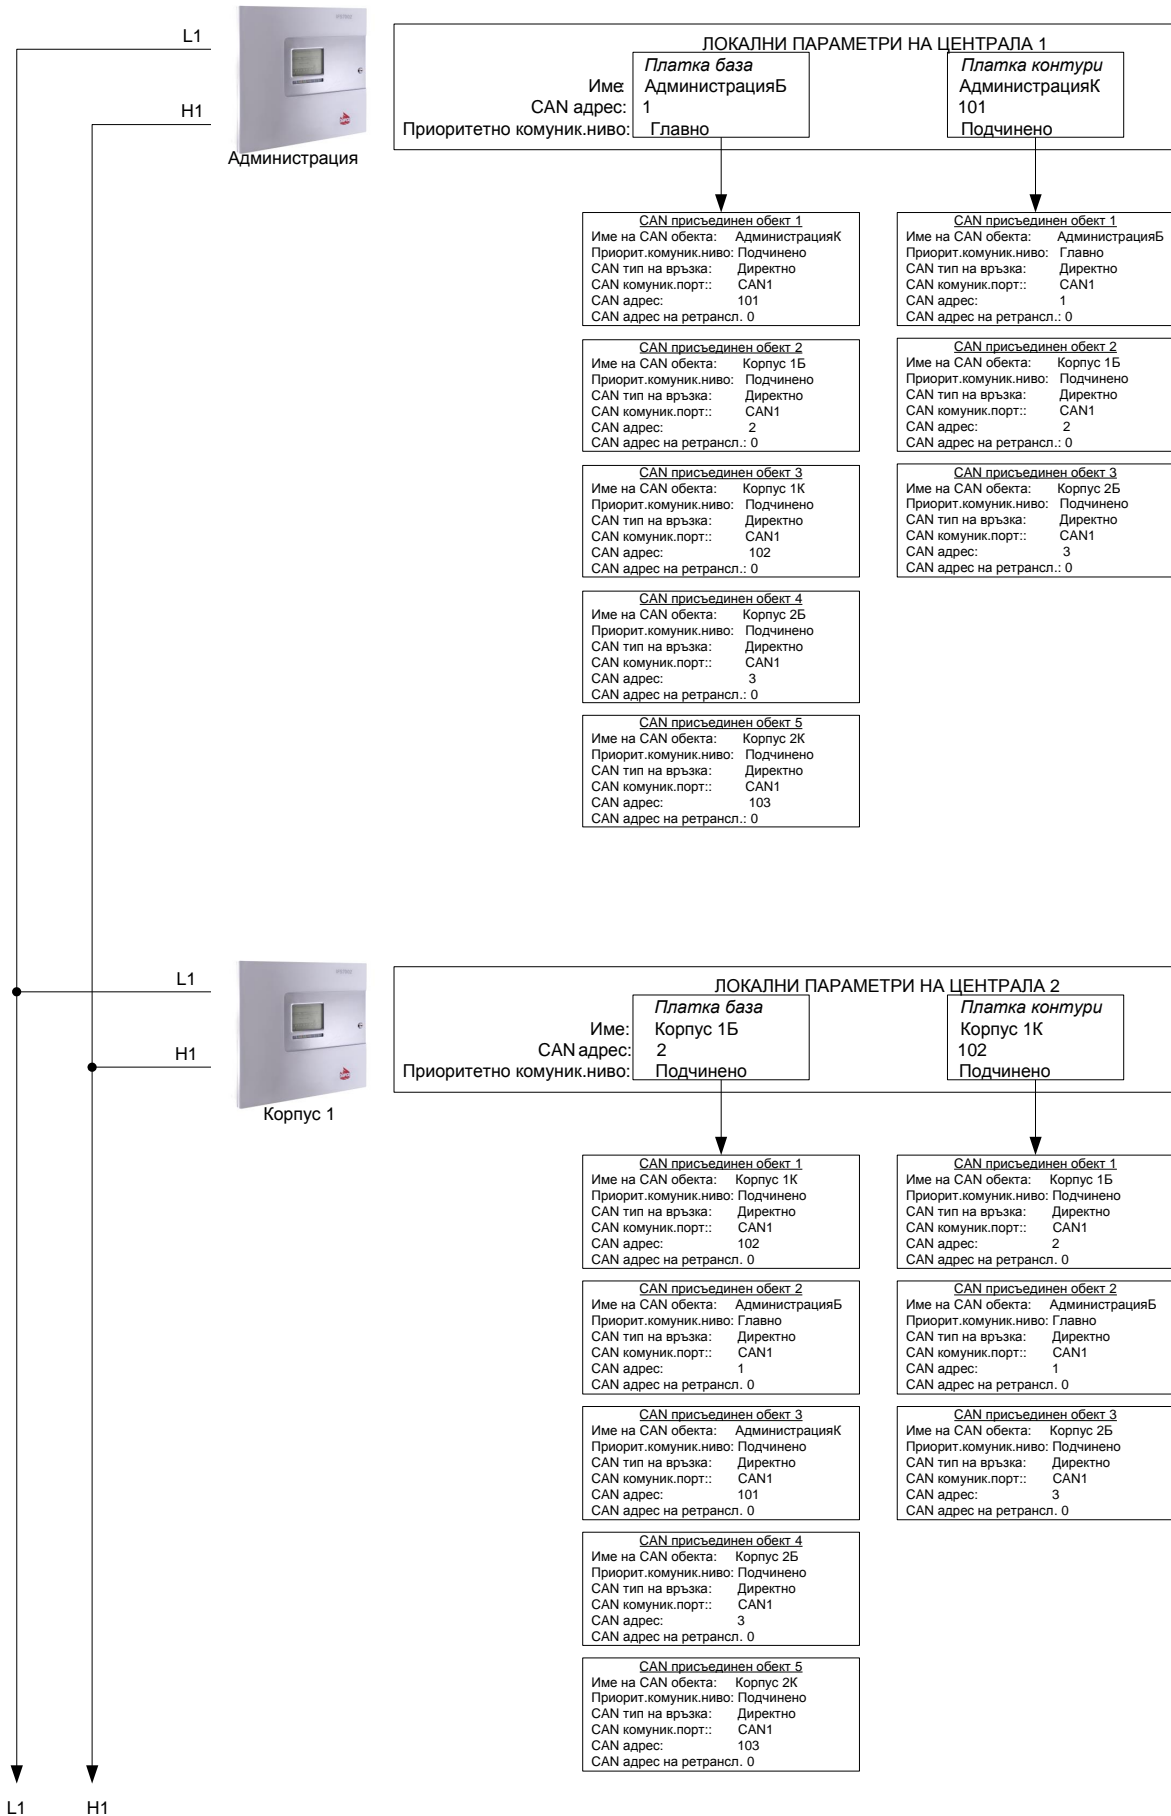 L1
H1
Администрация
ЛОКАЛНИ ПАРАМЕТРИ НА ЦЕНТРАЛА 1
Платка база
Платка контури
Име: АдминистрацияБ
АдминистрацияК
CAN адрес: 1
101
Приоритетно комуник.ниво: Главно
Подчинено
CAN присъединен обект 1
Име на CAN обекта: АдминистрацияК
Приорит.комуник.ниво: Подчинено
CAN тип на връзка: Директно
CAN комуник.порт:: CAN1
CAN адрес: 101
CAN адрес на ретрансл. 0
CAN присъединен обект 2
Име на CAN обекта: Корпус 1Б
Приорит.комуник.ниво: Подчинено
CAN тип на връзка: Директно
CAN комуник.порт:: CAN1
CAN адрес: 2
CAN адрес на ретрансл.: 0
CAN присъединен обект 3
Име на CAN обекта: Корпус 1К
Приорит.комуник.ниво: Подчинено
CAN тип на връзка: Директно
CAN комуник.порт:: CAN1
CAN адрес: 102
CAN адрес на ретрансл.: 0
CAN присъединен обект 4
Име на CAN обекта: Корпус 2Б
Приорит.комуник.ниво: Подчинено
CAN тип на връзка: Директно
CAN комуник.порт:: CAN1
CAN адрес: 3
CAN адрес на ретрансл.: 0
CAN присъединен обект 5
Име на CAN обекта: Корпус 2К
Приорит.комуник.ниво: Подчинено
CAN тип на връзка: Директно
CAN комуник.порт:: CAN1
CAN адрес: 103
CAN адрес на ретрансл.: 0
CAN присъединен обект 1
Име на CAN обекта: АдминистрацияБ
Приорит.комуник.ниво: Главно
CAN тип на връзка: Директно
CAN комуник.порт:: CAN1
CAN адрес: 1
CAN адрес на ретрансл.: 0
CAN присъединен обект 2
Име на CAN обекта: Корпус 1Б
Приорит.комуник.ниво: Подчинено
CAN тип на връзка: Директно
CAN комуник.порт:: CAN1
CAN адрес: 2
CAN адрес на ретрансл.: 0
CAN присъединен обект 3
Име на CAN обекта: Корпус 2Б
Приорит.комуник.ниво: Подчинено
CAN тип на връзка: Директно
CAN комуник.порт:: CAN1
CAN адрес: 3
CAN адрес на ретрансл.: 0
L1
H1
Корпус 1
ЛОКАЛНИ ПАРАМЕТРИ НА ЦЕНТРАЛА 2
Платка база
Платка контури
Име: Корпус 1Б
Корпус 1К
CAN адрес: 2
102
Приоритетно комуник.ниво: Подчинено
Подчинено
CAN присъединен обект 1
Име на CAN обекта: Корпус 1К
Приорит.комуник.ниво: Подчинено
CAN тип на връзка: Директно
CAN комуник.порт:: CAN1
CAN адрес: 102
CAN адрес на ретрансл. 0
CAN присъединен обект 2
Име на CAN обекта: АдминистрацияБ
Приорит.комуник.ниво: Главно
CAN тип на връзка: Директно
CAN комуник.порт:: CAN1
CAN адрес: 1
CAN адрес на ретрансл. 0
CAN присъединен обект 3
Име на CAN обекта: АдминистрацияК
Приорит.комуник.ниво: Подчинено
CAN тип на връзка: Директно
CAN комуник.порт:: CAN1
CAN адрес: 101
CAN адрес на ретрансл. 0
CAN присъединен обект 4
Име на CAN обекта: Корпус 2Б
Приорит.комуник.ниво: Подчинено
CAN тип на връзка: Директно
CAN комуник.порт:: CAN1
CAN адрес: 3
CAN адрес на ретрансл. 0
CAN присъединен обект 5
Име на CAN обекта: Корпус 2К
Приорит.комуник.ниво: Подчинено
CAN тип на връзка: Директно
CAN комуник.порт:: CAN1
CAN адрес: 103
CAN адрес на ретрансл. 0
CAN присъединен обект 1
Име на CAN обекта: Корпус 1Б
Приорит.комуник.ниво: Подчинено
CAN тип на връзка: Директно
CAN комуник.порт:: CAN1
CAN адрес: 2
CAN адрес на ретрансл. 0
CAN присъединен обект 2
Име на CAN обекта: АдминистрацияБ
Приорит.комуник.ниво: Главно
CAN тип на връзка: Директно
CAN комуник.порт:: CAN1
CAN адрес: 1
CAN адрес на ретрансл. 0
CAN присъединен обект 3
Име на CAN обекта: Корпус 2Б
Приорит.комуник.ниво: Подчинено
CAN тип на връзка: Директно
CAN комуник.порт:: CAN1
CAN адрес: 3
CAN адрес на ретрансл. 0
L1 H1